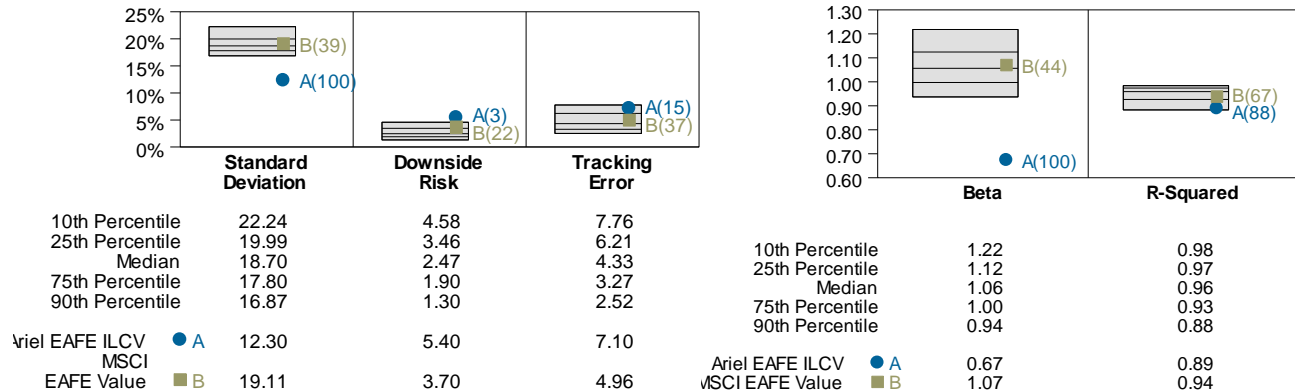 25%
20%
15%
10%
5%
0%
B(39)
A(100)
A(3)
B(22)
A(15)
B(37)
Standard
Deviation
Downside
Risk
Tracking
Error
10th Percentile 22.24 4.58 7.76
25th Percentile 19.99 3.46 6.21
Median 18.70 2.47 4.33
75th Percentile 17.80 1.90 3.27
90th Percentile 16.87 1.30 2.52
Ariel EAFE ILCV A 12.30 5.40 7.10
MSCI
EAFE Value B 19.11 3.70 4.96
1.30
1.20
1.10
1.00
0.90
0.80
0.70
0.60
B(44)
A(100)
B(67)
A(88)
Beta R-Squared
10th Percentile 1.22 0.98
25th Percentile 1.12 0.97
Median 1.06 0.96
75th Percentile 1.00 0.93
90th Percentile 0.94 0.88
Ariel EAFE ILCV A 0.67 0.89
MSCI EAFE Value B 1.07 0.94